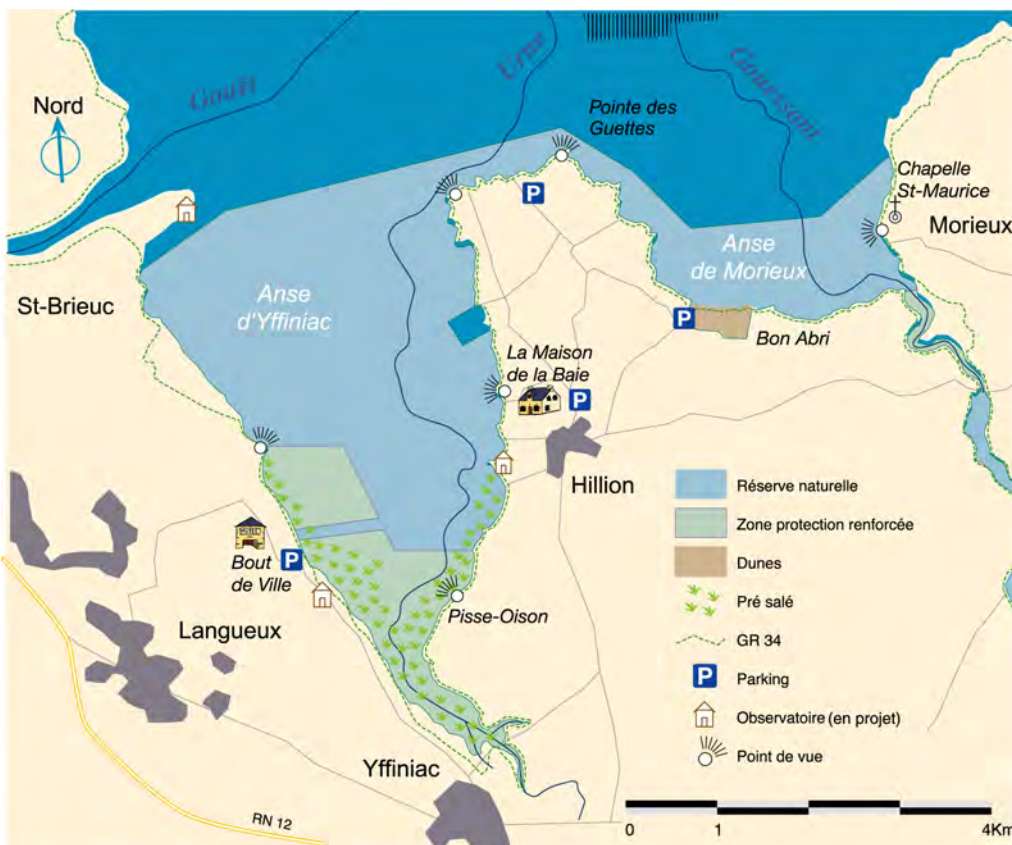 Gouët
Urne
Gouessant
Nord
Pointe des
Guettes
P
Chapelle
St-Maurice
Morieux
Anse
de Morieux
St-Brieuc
Anse
d'Yffiniac
P
Bon Abri
La Maison
de la Baie
P
Hillion
Bout
de Ville
P
Pisse-Oison
Langueux
Yffiniac
RN 12
Réserve naturelle
Zone protection renforcée
Dunes
Pré salé
GR 34
P
Parking
Observatoire (en projet)
Point de vue
0 1 4Km